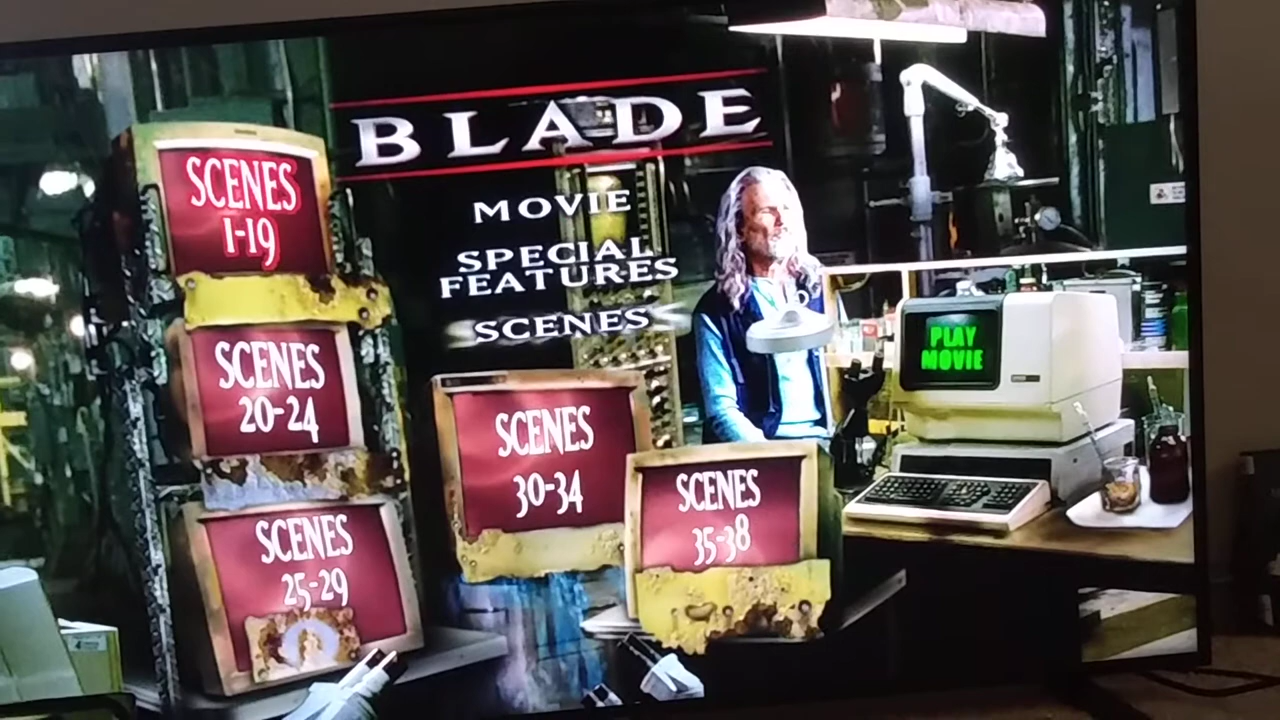 BLADE
MOVIE
SPECIAL
FEATURES
SCENES
SCENES
1-19
SCENES
20-24
SCENES
25-29
SCENES
30-34
SCENES
35-38
PLAY
MOVIE